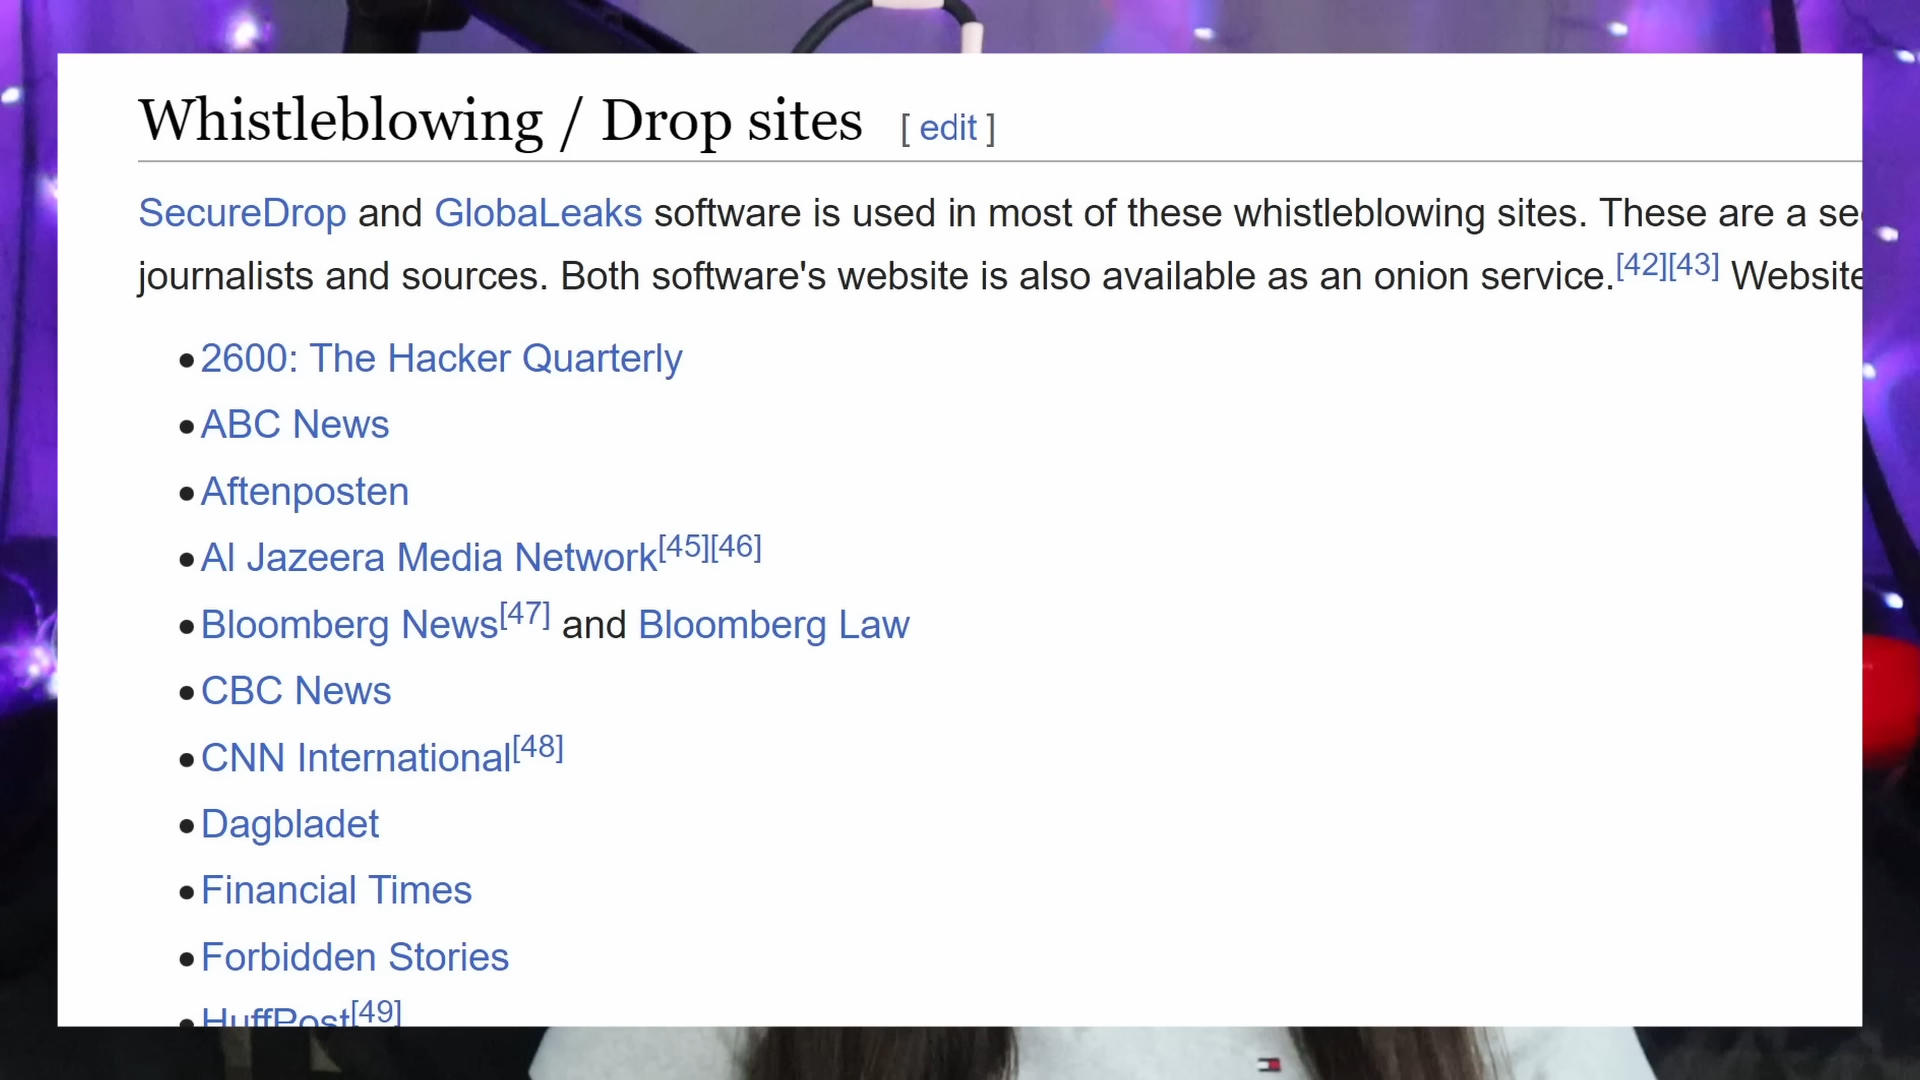 Whistleblowing / Drop sites [ edit ]
SecureDrop and GlobaLeaks software is used in most of these whistleblowing sites. These are a se
journalists and sources. Both software's website is also available as an onion service.[42][43] Website
• 2600: The Hacker Quarterly
• ABC News
• Aftenposten
• Al Jazeera Media Network[45][46]
• Bloomberg News[47] and Bloomberg Law
• CBC News
• CNN International[48]
• Dagbladet
• Financial Times
• Forbidden Stories
• HuffPost[49]